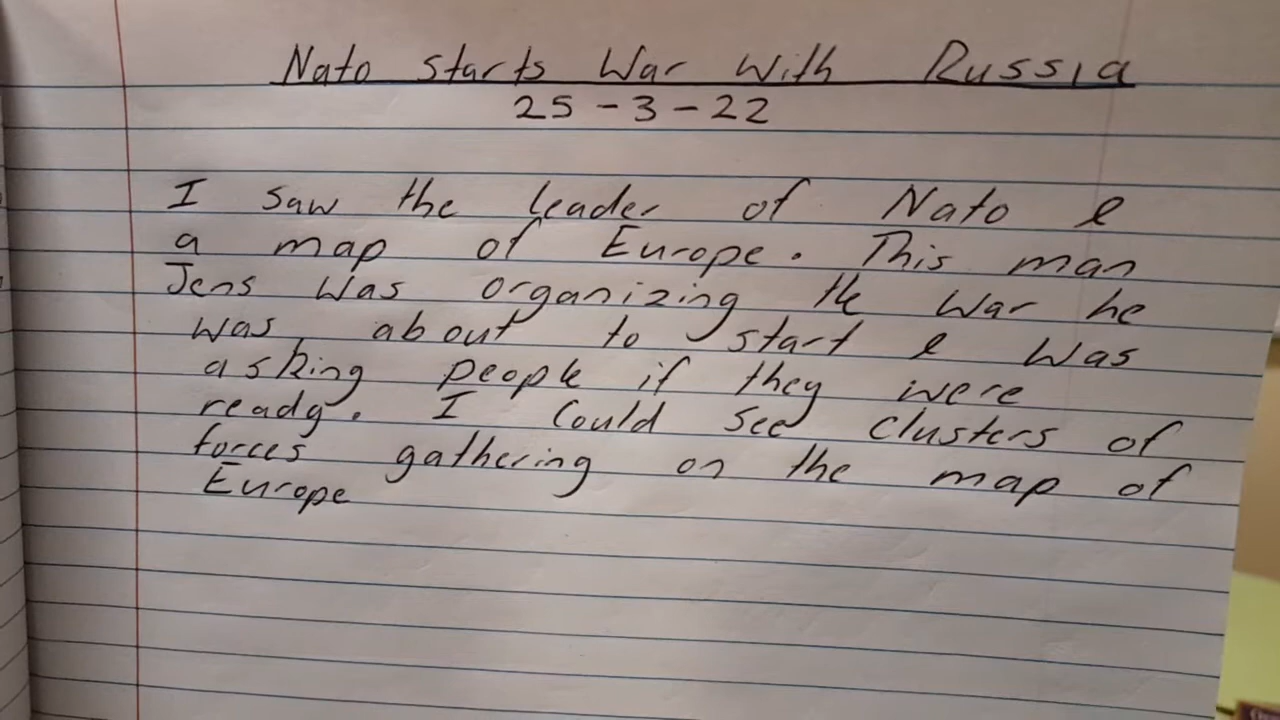 Nato starts War With Russia
25-3-22
I saw the leader of Nato &
a map of Europe. This man
Jens was organizing the war he
was about to start & was
asking people if they were
ready. I could see clusters of
forces gathering on the map of
Europe